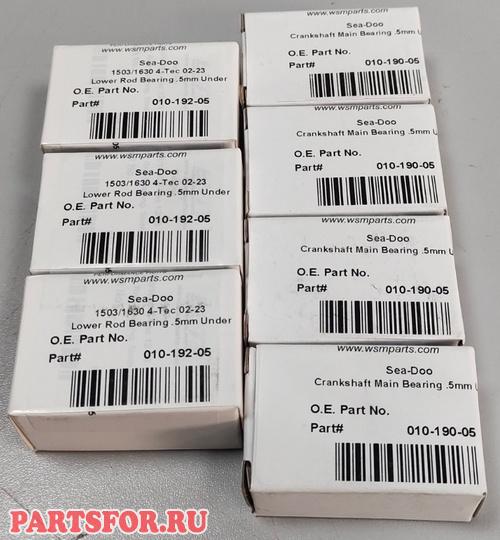 www.wsmparts.com
Sea-Doo
1503/1630 4-Tec 02-23
Lower Rod Bearing .5mm Under
O.E. Part No.
Part# 010-192-05
www.wsmparts.com
Sea-Doo
1503/1630 4-Tec 02-23
Lower Rod Bearing .5mm Under
O.E. Part No.
Part# 010-192-05
www.wsmparts.com
Sea-Doo
1503/1630 4-Tec 02-23
Lower Rod Bearing .5mm Under
O.E. Part No.
Part# 010-192-05
www.wsmparts.com
Sea-Doo
Crankshaft Main Bearing .5mm U
O.E. Part No.
Part# 010-190-05
www.wsmparts.com
Sea-Doo
Crankshaft Main Bearing .5mm U
O.E. Part No.
Part# 010-190-05
www.wsmparts.com
Sea-Doo
Crankshaft Main Bearing .5mm U
O.E. Part No.
Part# 010-190-05
www.wsmparts.com
Sea-Doo
Crankshaft Main Bearing .5mm U
O.E. Part No.
Part# 010-190-05
PARTSFOR.RU